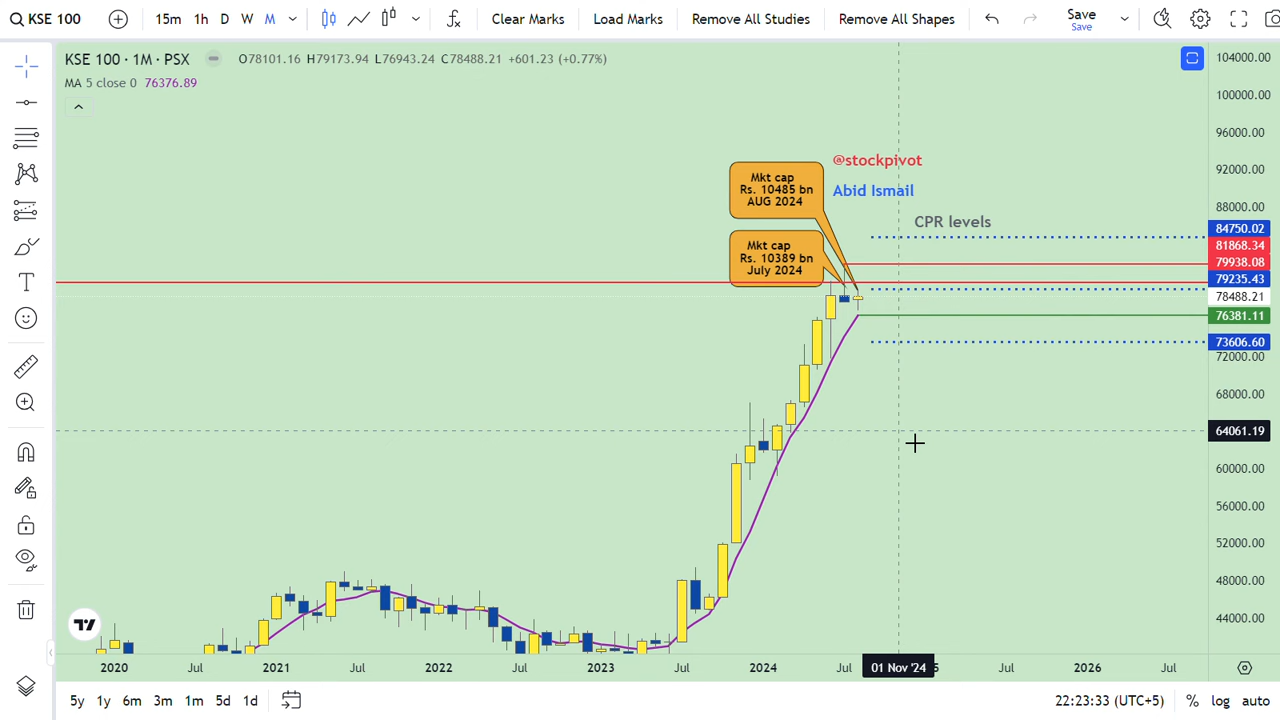 KSE 100
15m 1h D W M
Clear Marks
Load Marks
Remove All Studies
Remove All Shapes
Save
Save
KSE 100 · 1M · PSX
O78101.16 H79173.94 L76943.24 C78488.21 +601.23 (+0.77%)
MA 5 close 0 76376.89
@stockpivot
Abid Ismail
Mkt cap
Rs. 10485 bn
AUG 2024
Mkt cap
Rs. 10389 bn
July 2024
CPR levels
104000.00
100000.00
96000.00
92000.00
88000.00
84750.02
81868.34
79938.08
79235.43
78488.21
76381.11
73606.60
72000.00
68000.00
64061.19
60000.00
56000.00
52000.00
48000.00
44000.00
2020 Jul 2021 Jul 2022 Jul 2023 Jul 2024 Jul 01 Nov '24 Jul 2026 Jul
5y 1y 6m 3m 1m 5d 1d
22:23:33 (UTC+5) % log auto